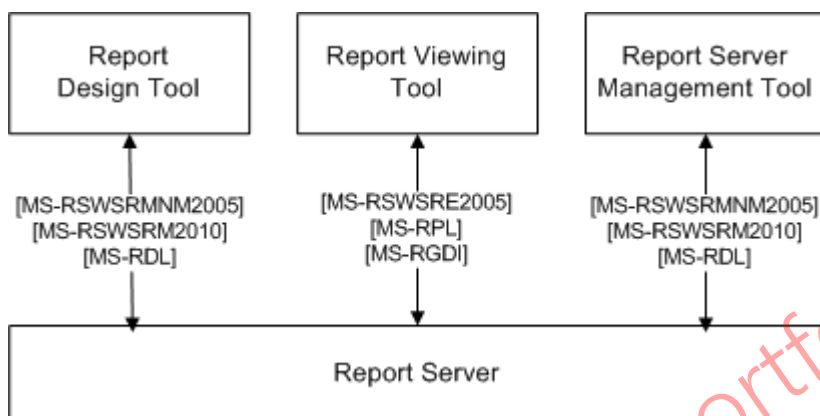 Report
Design Tool
Report Viewing
Tool
Report Server
Management Tool
[MS-RSWSRMNM2005]
[MS-RSWSRM2010]
[MS-RDL]
[MS-RSWSRE2005]
[MS-RPL]
[MS-RGDI]
[MS-RSWSRMNM2005]
[MS-RSWSRM2010]
[MS-RDL]
Report Server